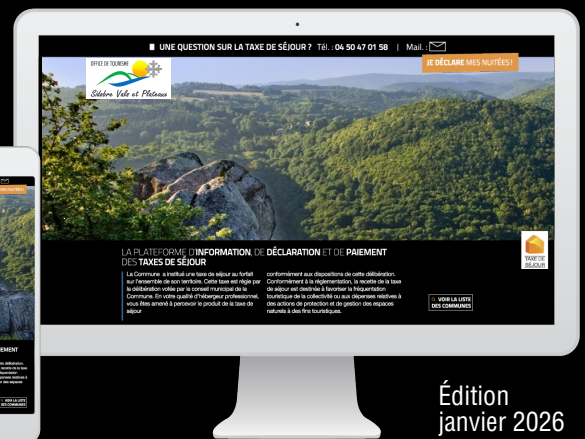 UNE QUESTION SUR LA TAXE DE SÉJOUR ? Tél. : 04 50 47 01 58 | Mail. :
JE DÉCLARE MES NUITÉES !
OFFICE DE TOURISME
Sidobre Vals et Plateaux
LA PLATEFORME D'INFORMATION, DE DÉCLARATION ET DE PAIEMENT
DES TAXES DE SÉJOUR
La Commune a institué une taxe de séjour au forfait
sur l'ensemble de son territoire. Cette taxe est régie par
la délibération votée par le conseil municipal de la
Commune. En votre qualité d'hébergeur professionnel,
vous êtes amené à percevoir le produit de la taxe de
séjour
conformément aux dispositions de cette délibération.
Conformément à la réglementation, la recette de la taxe
de séjour est destinée à favoriser la fréquentation
touristique de la collectivité ou aux dépenses relatives à
des actions de protection et de gestion des espaces
naturels à des fins touristiques.
TAXE DE
SÉJOUR
VOIR LA LISTE
DES COMMUNES
EMENT
VOIR LA LISTE
DES COMMUNES
Édition
janvier 2026